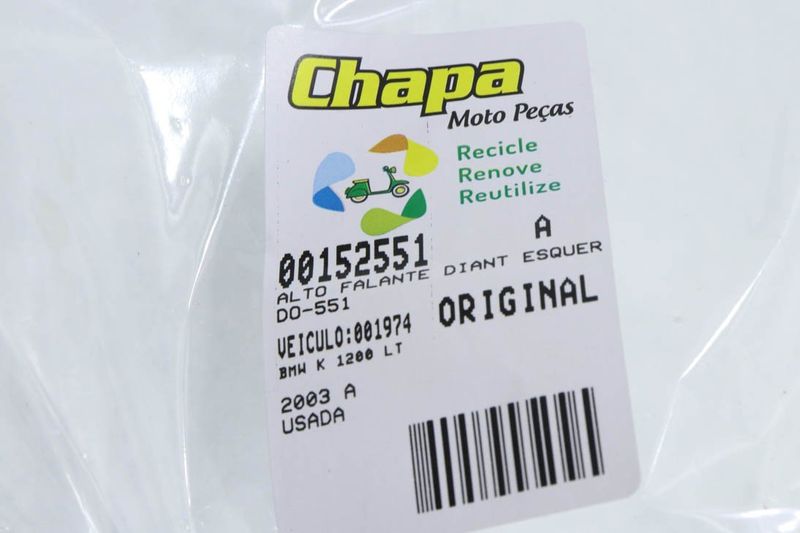 Chapa
Moto Peças
Recicle
Renove
Reutilize
00152551
A
ALTO FALANTE DIANT ESQUER
DO-551
ORIGINAL
VEICULO:001974
BMW K 1200 LT
2003 A
USADA